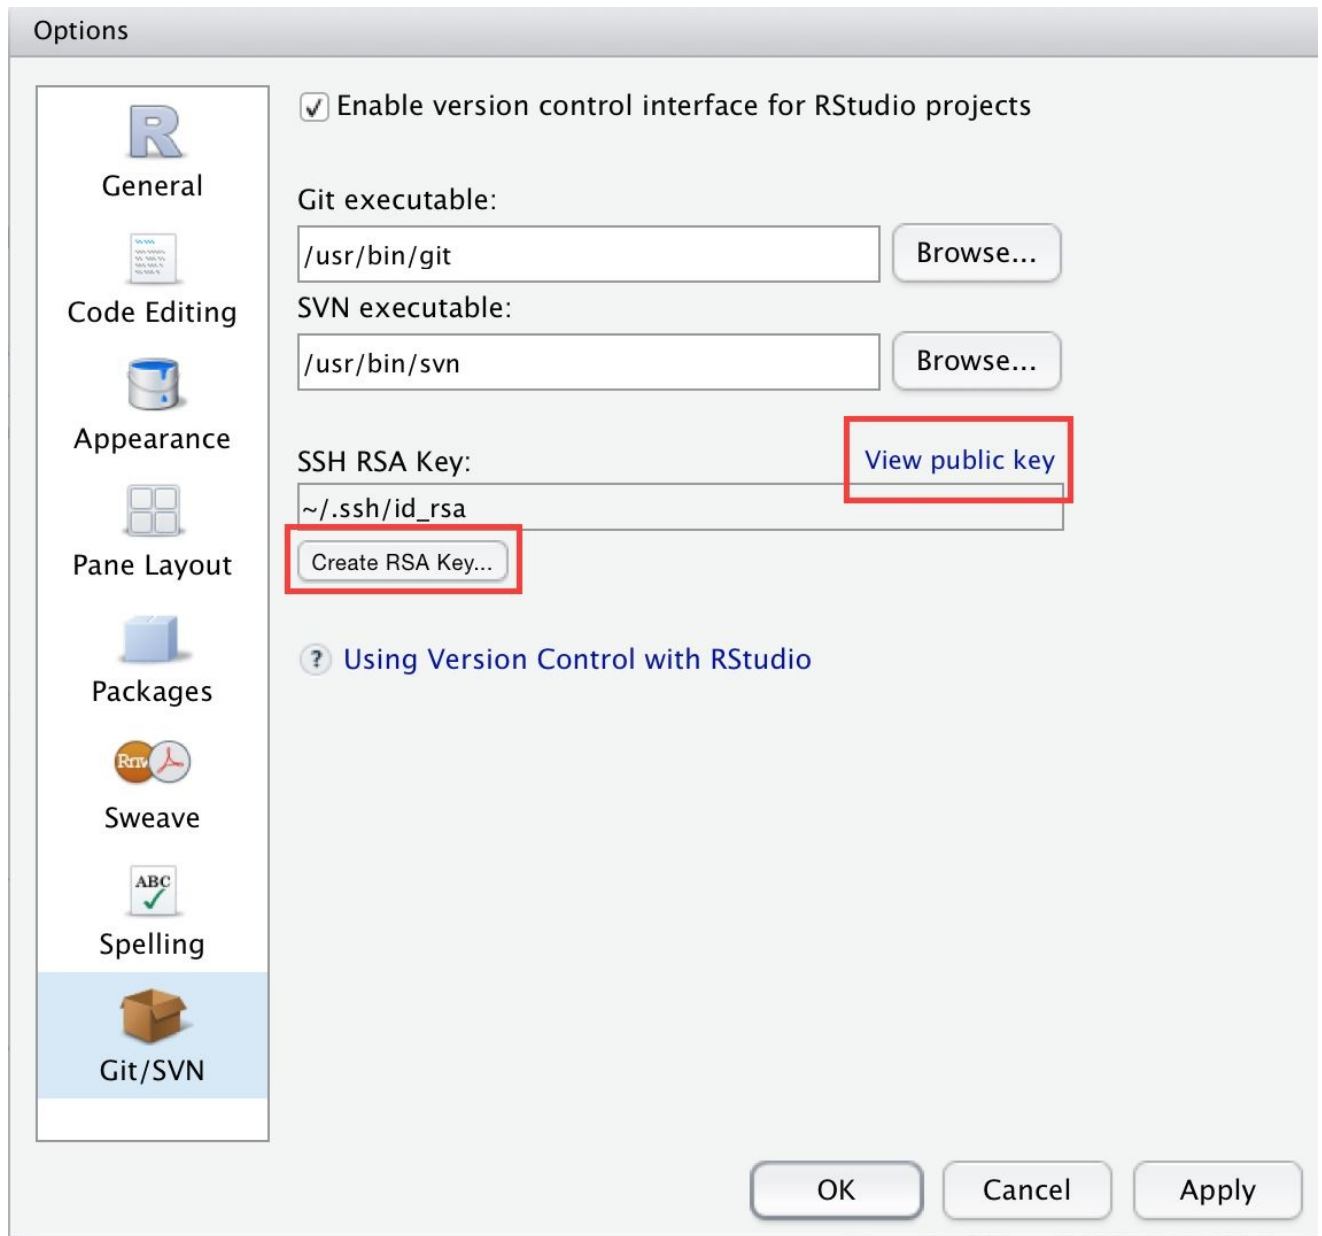 Options
R
General
Code Editing
Appearance
Pane Layout
Packages
Rnw
Sweave
ABC
Spelling
Git/SVN
Enable version control interface for RStudio projects
Git executable:
/usr/bin/git
Browse...
SVN executable:
/usr/bin/svn
Browse...
SSH RSA Key:
View public key
~/.ssh/id_rsa
Create RSA Key...
? Using Version Control with RStudio
OK
Cancel
Apply